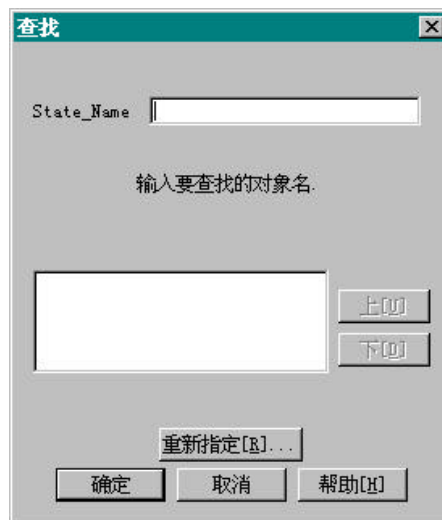 查找
State_Name
输入要查找的对象名.
上[U]
下[D]
重新指定[R]...
确定 取消 帮助[H]